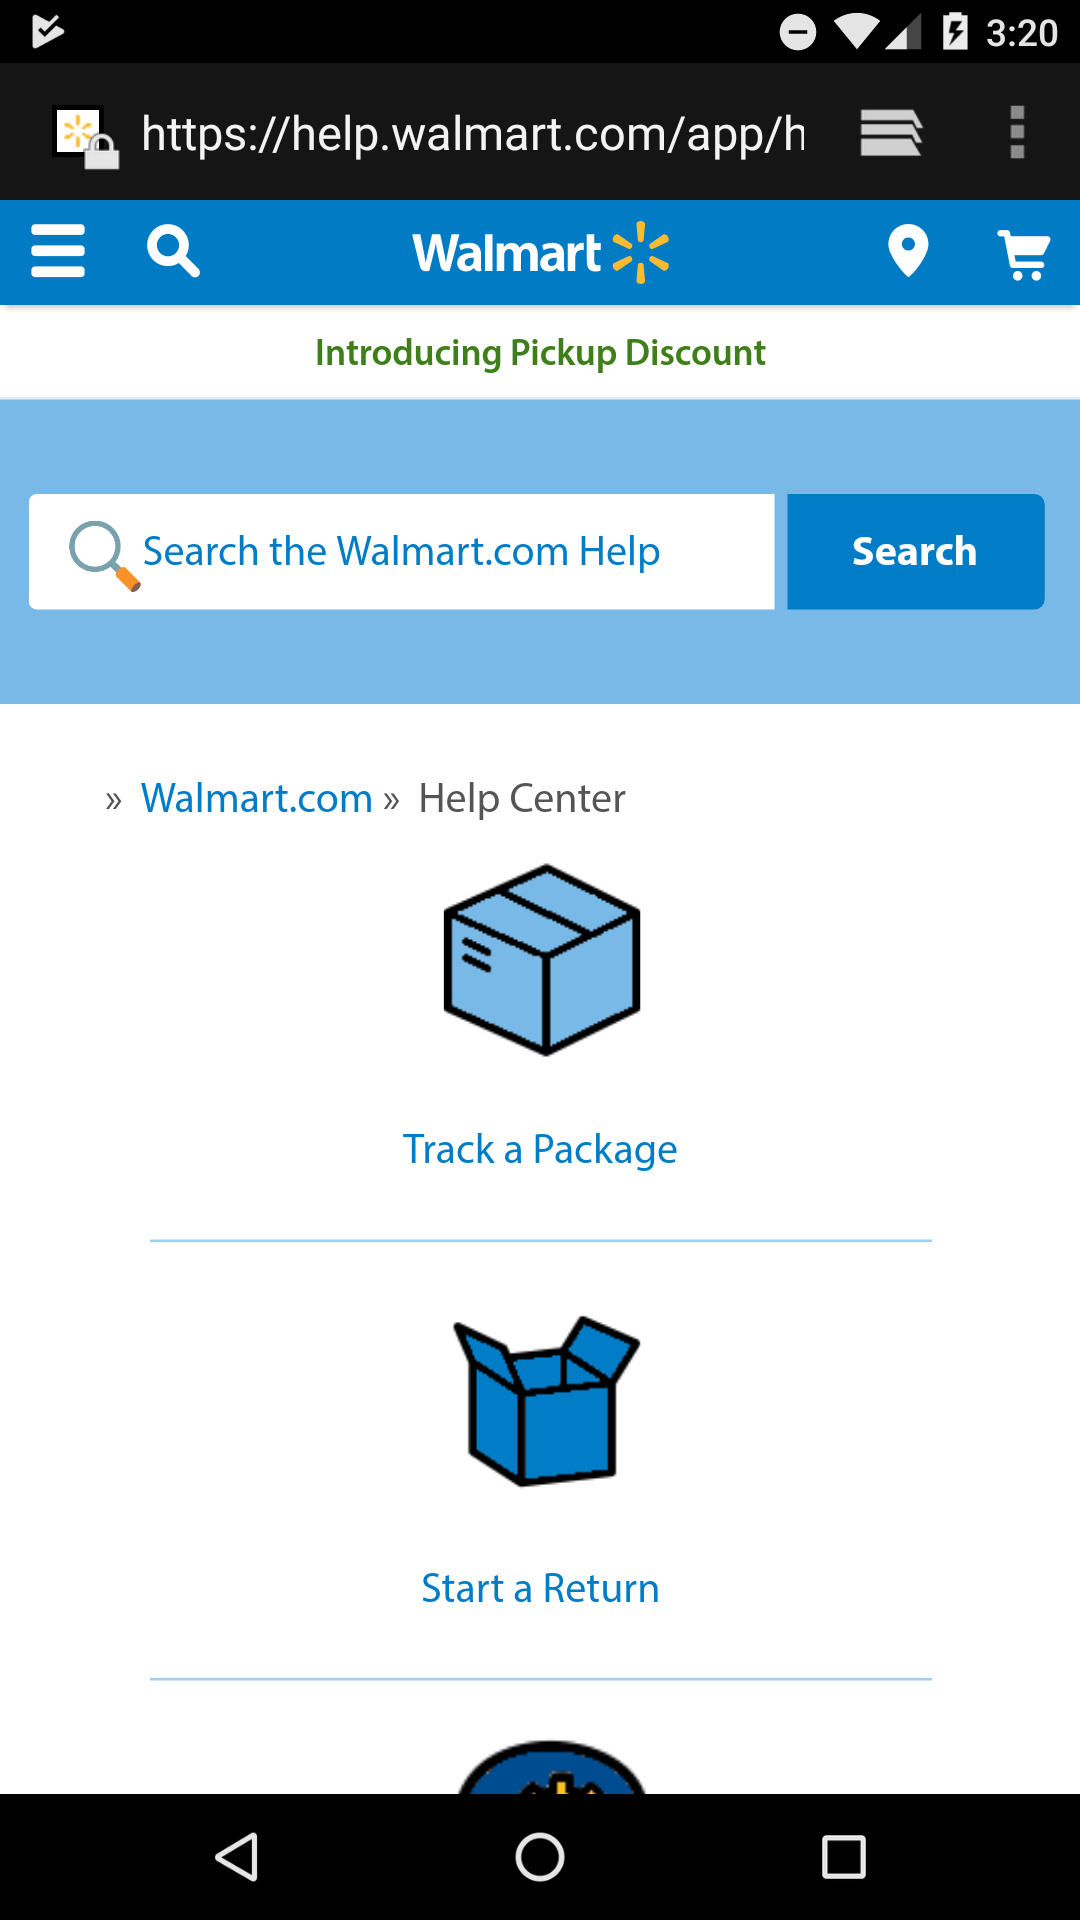 3:20
https://help.walmart.com/app/h
Walmart
Introducing Pickup Discount
Search the Walmart.com Help
Search
» Walmart.com » Help Center
Track a Package
Start a Return